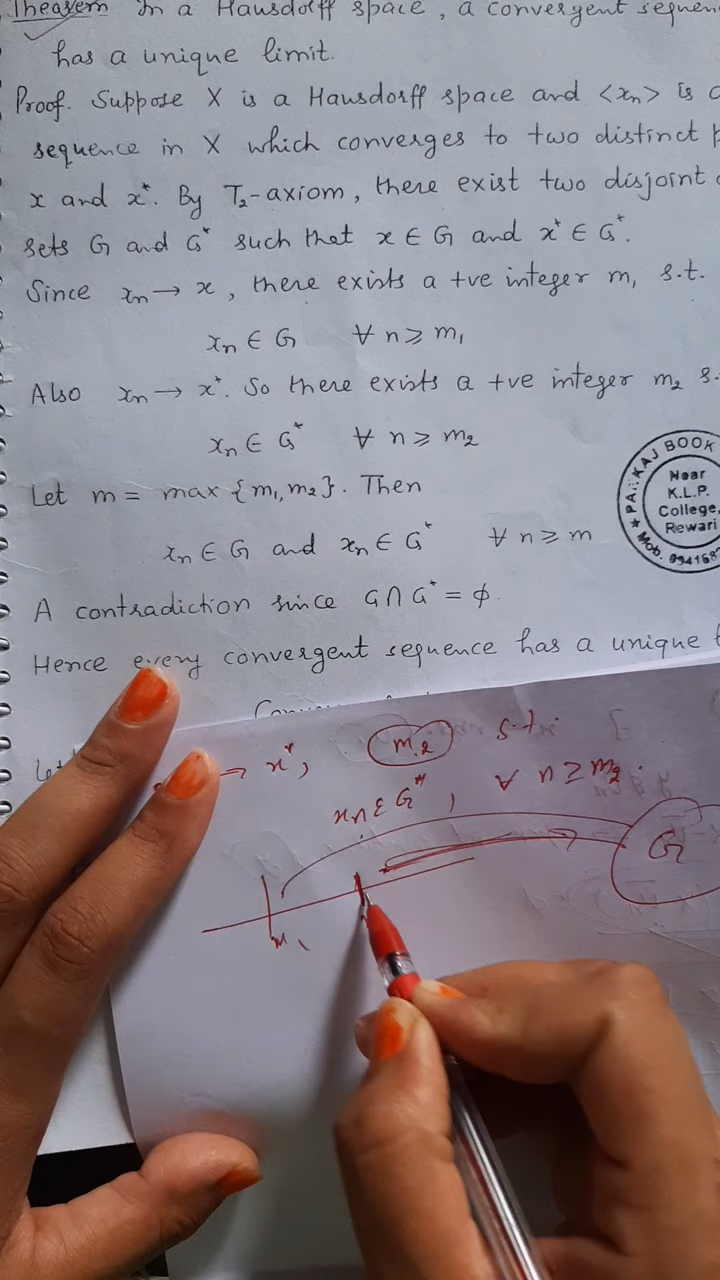 Theorem In a Hausdorff space, a convergent
has a unique limit.
Proof. Suppose X is a Hausdorff space and <xn> is
sequence in X which converges to two distinct
x and x*. By T₂-axiom, there exist two disjoint
sets G and G* such that x ∈ G and x* ∈ G*.
Since xn → x, there exists a +ve integer m₁ s.t.
xn ∈ G ∀ n ≥ m₁
Also xn → x*. So there exists a +ve integer m₂
xn ∈ G* ∀ n ≥ m₂
Let m = max {m₁, m₂}. Then
xn ∈ G and xn ∈ G* ∀ n ≥ m
A contradiction since G ∩ G* = ϕ.
Hence every convergent sequence has a unique
★ PANKAJ BOOK
Near
K.L.P.
College,
Rewari
Mob.
→ x*, m₂ s.t.
xn ∈ G*, ∀ n ≥ m₂.
G
m₁